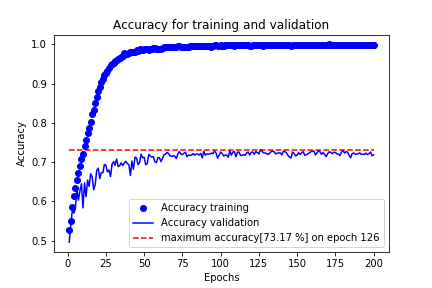 Accuracy for training and validation
1.0
0.9
0.8
0.7
0.6
0.5
Accuracy
Accuracy training
Accuracy validation
maximum accuracy[73.17 %] on epoch 126
0 25 50 75 100 125 150 175 200
Epochs